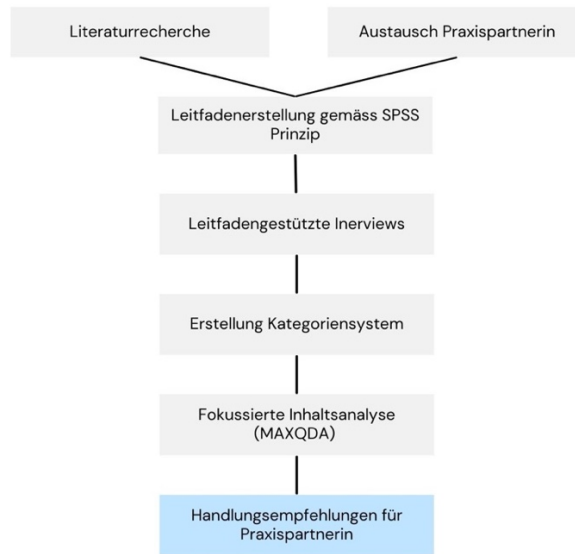 Literaturrecherche
Austausch Praxispartnerin
Leitfadenerstellung gemäss SPSS
Prinzip
Leitfadengestützte Inerviews
Erstellung Kategoriensystem
Fokussierte Inhaltsanalyse
(MAXQDA)
Handlungsempfehlungen für
Praxispartnerin